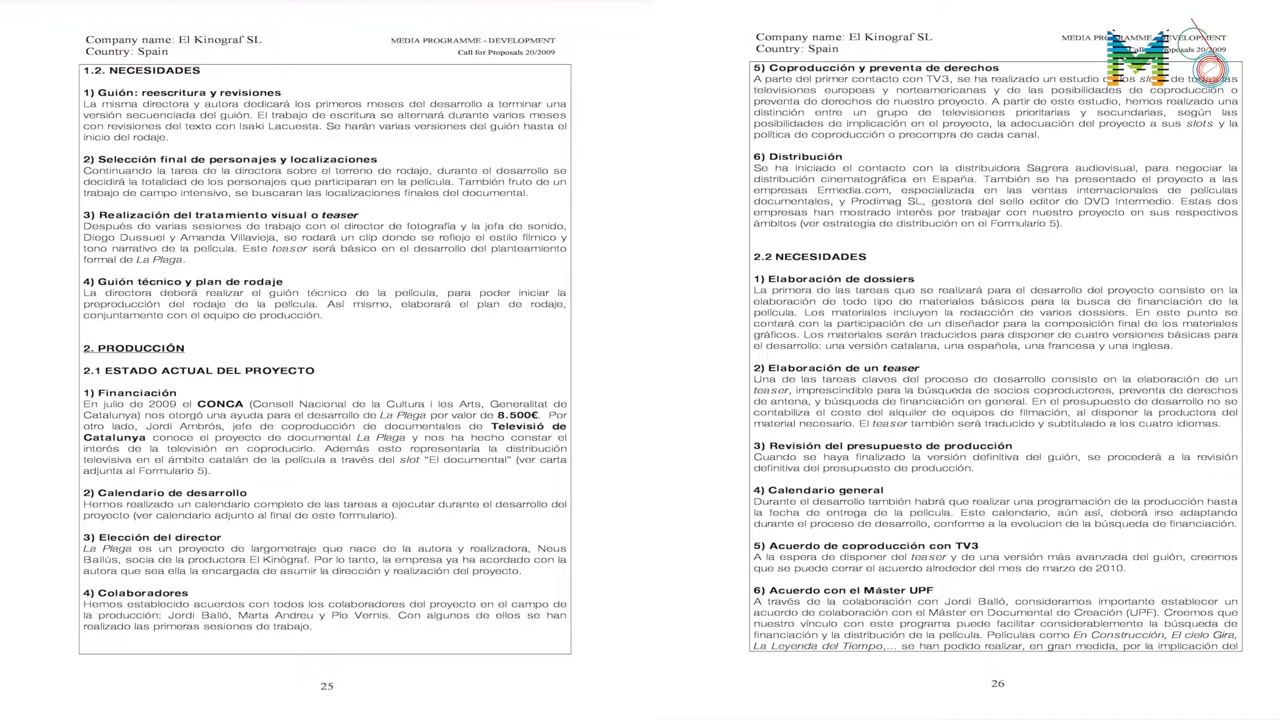 Company name: El Kinograf SL
MEDIA PROGRAMME - DEVELOPMENT
Country: Spain
Call for Proposals 20/2009
1.2. NECESIDADES
1) Guión: reescritura y revisiones
La misma directora y autora dedicará los primeros meses del desarrollo a terminar una
versión secuenciada del guión. El trabajo de escritura se alternará durante varios meses
con revisiones del texto con Isaki Lacuesta. Se harán varias versiones del guión hasta el
inicio del rodaje.
2) Selección final de personajes y localizaciones
Continuando la tarea de la directora sobre el terreno de rodaje, durante el desarrollo se
decidirá la totalidad de los personajes que participaran en la película. También fruto de un
trabajo de campo intensivo, se buscaran las localizaciones finales del documental.
3) Realización del tratamiento visual o teaser
Después de varias sesiones de trabajo con el director de fotografía y la jefa de sonido,
Diego Dussuel y Amanda Villavieja, se rodará un clip donde se refleje el estilo fílmico y
tono narrativo de la película. Este teaser será básico en el desarrollo del planteamiento
formal de La Plaga.
4) Guión técnico y plan de rodaje
La directora deberá realizar el guión técnico de la película, para poder iniciar la
preproducción del rodaje de la película. Así mismo, elaborará el plan de rodaje,
conjuntamente con el equipo de producción.
2. PRODUCCIÓN
2.1 ESTADO ACTUAL DEL PROYECTO
1) Financiación
En julio de 2009 el CONCA (Consell Nacional de la Cultura i les Arts, Generalitat de
Catalunya) nos otorgó una ayuda para el desarrollo de La Plaga por valor de 8.500€. Por
otro lado, Jordi Ambrós, jefe de coproducción de documentales de Televisió de
Catalunya conoce el proyecto de documental La Plaga y nos ha hecho constar el
interés de la televisión en coproducirlo. Además esto representaría la distribución
televisiva en el ámbito catalán de la película a través del slot "El documental" (ver carta
adjunta al Formulario 5).
2) Calendario de desarrollo
Hemos realizado un calendario completo de las tareas a ejecutar durante el desarrollo del
proyecto (ver calendario adjunto al final de este formulario).
3) Elección del director
La Plaga es un proyecto de largometraje que nace de la autora y realizadora, Neus
Ballús, socia de la productora El Kinògraf. Por lo tanto, la empresa ya ha acordado con la
autora que sea ella la encargada de asumir la dirección y realización del proyecto.
4) Colaboradores
Hemos establecido acuerdos con todos los colaboradores del proyecto en el campo de
la producción: Jordi Balló, Marta Andreu y Pío Vernis. Con algunos de ellos se han
realizado las primeras sesiones de trabajo.
25
Company name: El Kinograf SL
MEDIA PROGRAMME - DEVELOPMENT
Country: Spain
Call for Proposals 20/2009
5) Coproducción y preventa de derechos
A partir del primer contacto con TV3, se ha realizado un estudio de los slots de todas las
televisiones europeas y norteamericanas y de las posibilidades de coproducción o
preventa de derechos de nuestro proyecto. A partir de este estudio, hemos realizado una
distinción entre un grupo de televisiones prioritarias y secundarias, según las
posibilidades de implicación en el proyecto, la adecuación del proyecto a sus slots y la
política de coproducción o precompra de cada canal.
6) Distribución
Se ha iniciado el contacto con la distribuidora Sagrera audiovisual, para negociar la
distribución cinematográfica en España. También se ha presentado el proyecto a las
empresas Ermedia.com, especializada en las ventas internacionales de películas
documentales, y Prodimag SL, gestora del sello editor de DVD Intermedio. Estas dos
empresas han mostrado interés por trabajar con nuestro proyecto en sus respectivos
ámbitos (ver estrategia de distribución en el Formulario 5).
2.2 NECESIDADES
1) Elaboración de dossiers
La primera de las tareas que se realizará para el desarrollo del proyecto consiste en la
elaboración de todo tipo de materiales básicos para la busca de financiación de la
película. Los materiales incluyen la redacción de varios dossiers. En este punto se
contará con la participación de un diseñador para la composición final de los materiales
gráficos. Los materiales serán traducidos para disponer de cuatro versiones básicas para
el desarrollo: una versión catalana, una española, una francesa y una inglesa.
2) Elaboración de un teaser
Una de las tareas claves del proceso de desarrollo consiste en la elaboración de un
teaser, imprescindible para la búsqueda de socios coproductores, preventa de derechos
de antena, y búsqueda de financiación en general. En el presupuesto de desarrollo no se
contabiliza el coste del alquiler de equipos de filmación, al disponer la productora del
material necesario. El teaser también será traducido y subtitulado a los cuatro idiomas.
3) Revisión del presupuesto de producción
Cuando se haya finalizado la versión definitiva del guión, se procederá a la revisión
definitiva del presupuesto de producción.
4) Calendario general
Durante el desarrollo también habrá que realizar una programación de la producción hasta
la fecha de entrega de la película. Este calendario, aún así, deberá irse adaptando
durante el proceso de desarrollo, conforme a la evolucion de la búsqueda de financiación.
5) Acuerdo de coproducción con TV3
A la espera de disponer del teaser y de una versión más avanzada del guión, creemos
que se puede cerrar el acuerdo alrededor del mes de marzo de 2010.
6) Acuerdo con el Máster UPF
A través de la colaboración con Jordi Balló, consideramos importante establecer un
acuerdo de colaboración con el Máster en Documental de Creación (UPF). Creemos que
nuestro vínculo con este programa puede facilitar considerablemente la búsqueda de
financiación y la distribución de la película. Películas como En Construcción, El cielo Gira,
La Leyenda del Tiempo,... se han podido realizar, en gran medida, por la implicación del
26